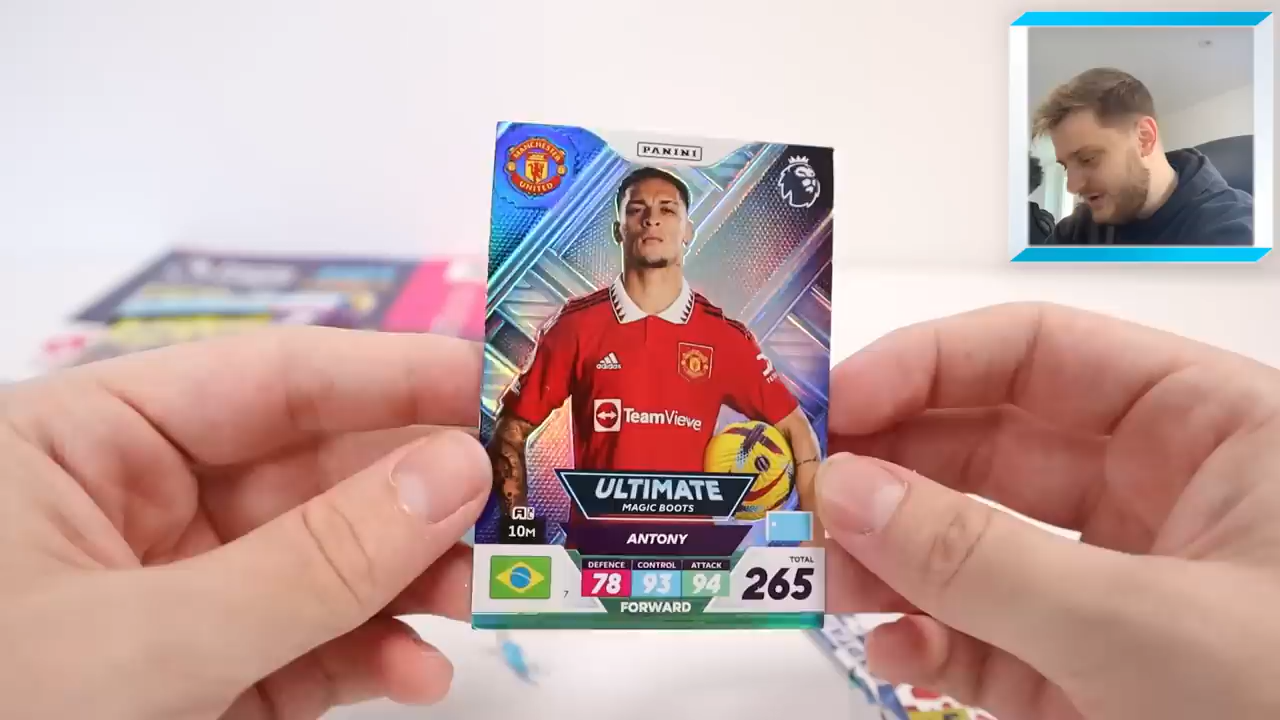 PANINI
MANCHESTER
UNITED
adidas
TeamViewe
ULTIMATE
MAGIC BOOTS
10M
ANTONY
DEFENCE CONTROL ATTACK
78 93 94
TOTAL
265
7
FORWARD